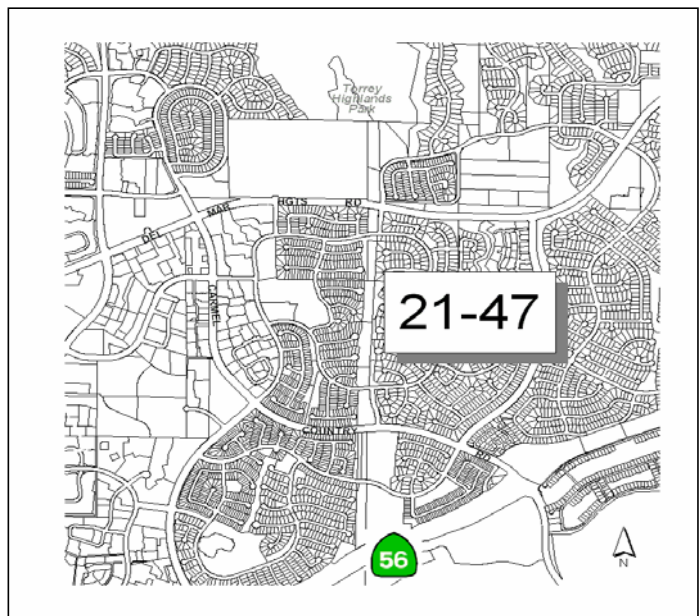 Torrey
Highlands
Park
DEL MAR HGTS RD
CARMEL
21-47
COUNTRY
RD
56
N